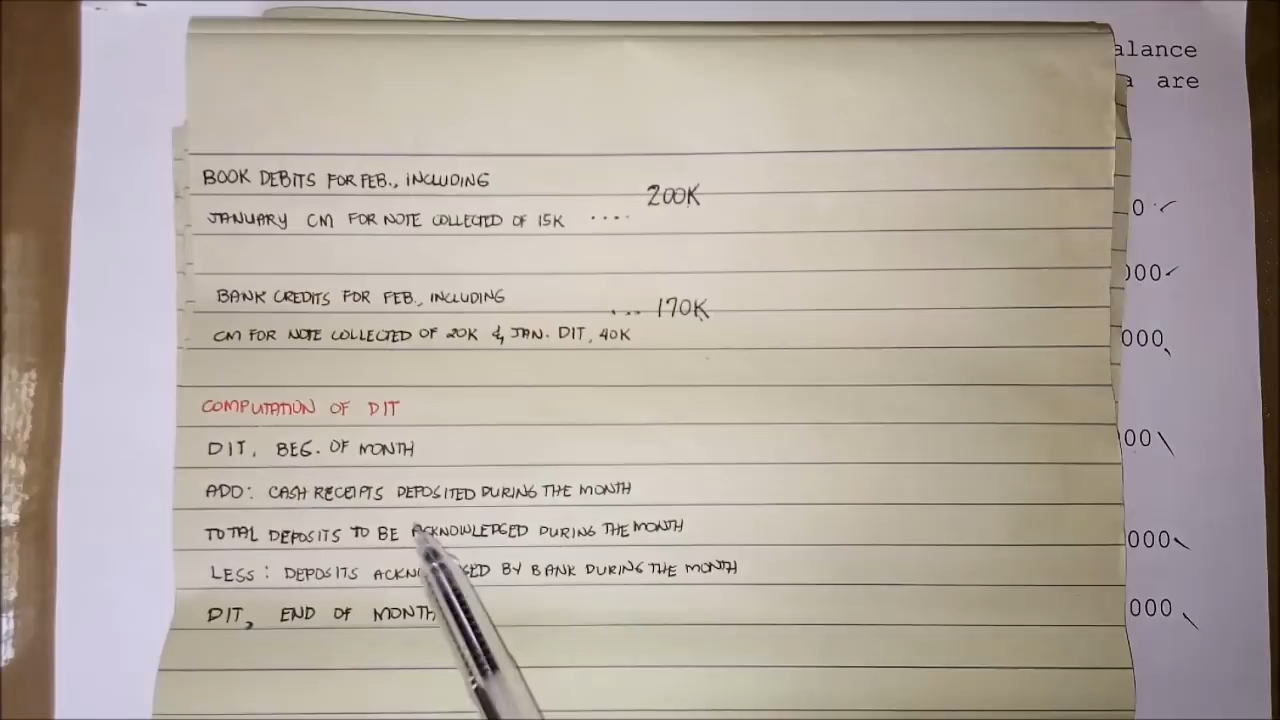 alance
are
BOOK DEBITS FOR FEB., INCLUDING
200K
JANUARY CM FOR NOTE COLLECTED OF 15K ....
0
000
BANK CREDITS FOR FEB., INCLUDING
... 170K
CM FOR NOTE COLLECTED OF 20K & JAN. DIT, 40K
000
COMPUTATION OF DIT
DIT, BEG. OF MONTH
00
ADD: CASH RECEIPTS DEPOSITED DURING THE MONTH
TOTAL DEPOSITS TO BE ACKNOWLEDGED DURING THE MONTH
000
LESS: DEPOSITS ACKN SED BY BANK DURING THE MONTH
DIT, END OF MONTH
000